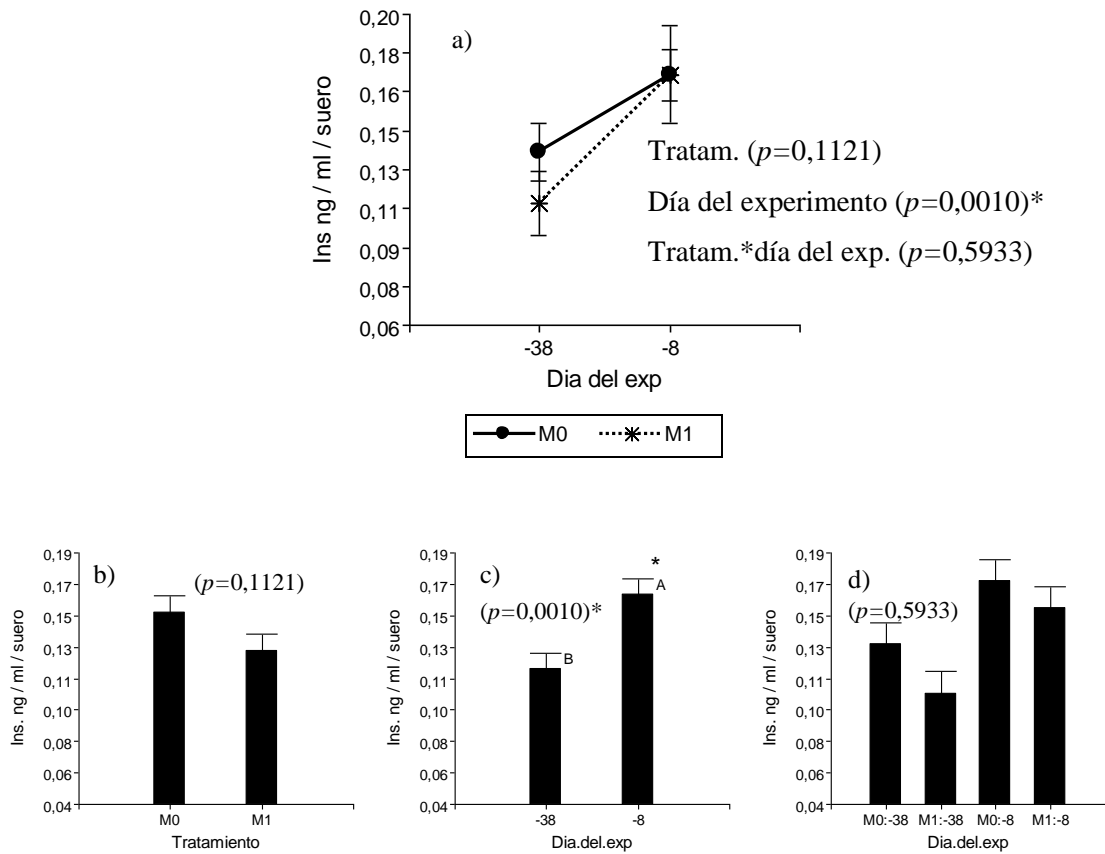 a)
Ins ng / ml / suero
0,20
0,18
0,16
0,15
0,13
0,11
0,09
0,08
0,06
Tratam. (p=0,1121)
Día del experimento (p=0,0010)*
Tratam.*día del exp. (p=0,5933)
-38 -8
Dia del exp
M0 M1
b)
(p=0,1121)
Ins. ng / ml / suero
0,19
0,17
0,15
0,13
0,11
0,10
0,08
0,06
0,04
M0 M1
Tratamiento
c)
(p=0,0010)*
*
A
B
Ins. ng / ml / suero
0,19
0,17
0,15
0,13
0,11
0,10
0,08
0,06
0,04
-38 -8
Dia.del.exp
d)
(p=0,5933)
Ins. ng / ml / suero
0,19
0,17
0,15
0,13
0,11
0,10
0,08
0,06
0,04
M0:-38 M1:-38 M0:-8 M1:-8
Dia.del.exp